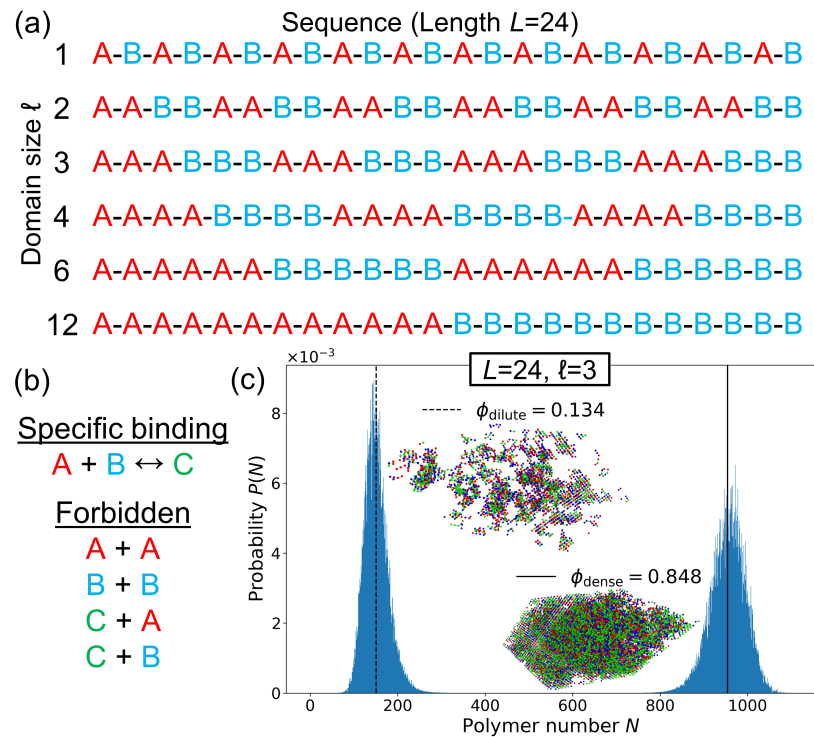 (a)
Sequence (Length L=24)
Domain size ℓ
1 A-B-A-B-A-B-A-B-A-B-A-B-A-B-A-B-A-B-A-B-A-B-A-B
2 A-A-B-B-A-A-B-B-A-A-B-B-A-A-B-B-A-A-B-B-A-A-B-B
3 A-A-A-B-B-B-A-A-A-B-B-B-A-A-A-B-B-B-A-A-A-B-B-B
4 A-A-A-A-B-B-B-B-A-A-A-A-B-B-B-B-A-A-A-A-B-B-B-B
6 A-A-A-A-A-A-B-B-B-B-B-B-A-A-A-A-A-A-B-B-B-B-B-B
12 A-A-A-A-A-A-A-A-A-A-A-A-B-B-B-B-B-B-B-B-B-B-B-B
(b)
Specific binding
A + B ↔ C
Forbidden
A + A
B + B
C + A
C + B
(c)
×10⁻³
L=24, ℓ=3
ϕdilute = 0.134
ϕdense = 0.848
Probability P(N)
8
6
4
2
0
0 200 400 600 800 1000
Polymer number N